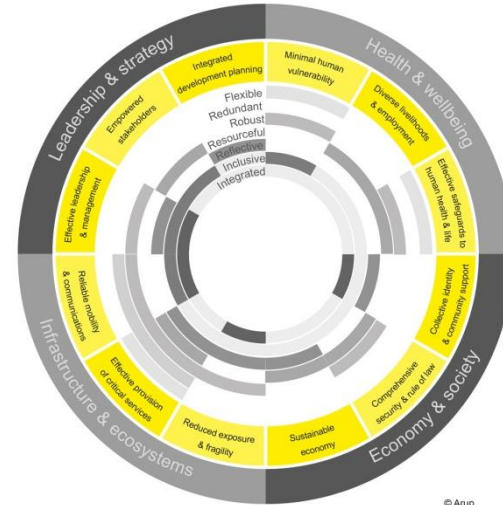 Leadership & strategy
Health & wellbeing
Economy & society
Infrastructure & ecosystems
Minimal human
vulnerability
Diverse livelihoods
& employment
Effective safeguards to
human health & life
Collective identity
& community support
Comprehensive
security & rule of law
Sustainable
economy
Reduced exposure
& fragility
Effective provision
of critical services
Reliable mobility
& communications
Effective leadership
& management
Empowered
stakeholders
Integrated
development planning
Flexible
Redundant
Robust
Resourceful
Reflective
Inclusive
Integrated
© Arup